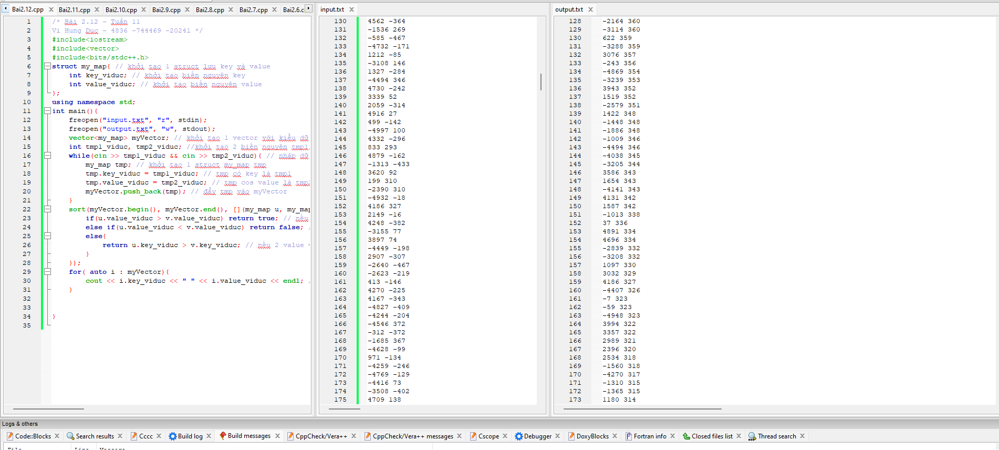 Bai2.12.cpp Bai2.11.cpp Bai2.10.cpp Bai2.9.cpp Bai2.8.cpp Bai2.7.cpp Bai2.6.c
1 /* Bài 2.12 - Tuần 11
2 Vi Hung Duc - 4836 -744469 -20241 */
3 #include<iostream>
4 #include<vector>
5 #include<bits/stdc++.h>
6 struct my_map{ // khởi tạo 1 struct lưu key và value
7 int key_viduc; // khởi tạo biến nguyên key
8 int value_viduc; // khởi tạo biến nguyên value
9 };
10 using namespace std;
11 int main(){
12 freopen("input.txt", "r", stdin);
13 freopen("output.txt", "w", stdout);
14 vector<my_map> myVector; // khởi tạo 1 vector với kiểu dữ
15 int tmp1_viduc, tmp2_viduc; //khởi tạo 2 biến nguyên tmp1
16 while(cin >> tmp1_viduc && cin >> tmp2_viduc){ // nhập dữ
17 my_map tmp; // khởi tạo 1 struct my_map tmp
18 tmp.key_viduc = tmp1_viduc; // tmp có key là tmp1
19 tmp.value_viduc = tmp2_viduc; // tmp cos value là tmp2
20 myVector.push_back(tmp); // đẩy tmp vào myVector
21 }
22 sort(myVector.begin(), myVector.end(), [](my_map u, my_map
23 if(u.value_viduc > v.value_viduc) return true; // nếu
24 else if(u.value_viduc < v.value_viduc) return false; /
25 else{
26 return u.key_viduc > v.key_viduc; // nếu 2 value =
27 }
28 });
29 for( auto i : myVector){
30 cout << i.key_viduc << " " << i.value_viduc << endl; /
31 }
32
33
34 }
35
input.txt
130 4562 -364
131 -1536 269
132 -585 -467
133 -4732 -171
134 1212 -85
135 -3108 146
136 1327 -284
137 -4494 346
138 4730 -242
139 3339 52
140 2059 -314
141 4916 27
142 499 -142
143 -4997 100
144 4332 -296
145 833 293
146 4879 -162
147 -1313 -433
148 3620 92
149 199 310
150 -2390 310
151 -4932 -18
152 4186 327
153 2149 -16
154 4248 -382
155 -3155 77
156 3897 74
157 -4449 -198
158 2907 -307
159 -2640 -467
160 -2623 -219
161 413 -146
162 4270 -225
163 4167 -343
164 -4827 -409
165 -4244 -204
166 -4546 372
167 -312 -372
168 -1685 367
169 -4628 -99
170 971 -134
171 -4259 -246
172 -4769 -129
173 -4416 73
174 -3508 -402
175 4709 138
output.txt
128 -2164 360
129 -3114 360
130 622 359
131 -3288 359
132 3076 357
133 -243 356
134 -4869 354
135 -3239 353
136 3943 352
137 1519 352
138 -2579 351
139 1422 348
140 -1448 348
141 -1886 348
142 -1009 346
143 -4494 346
144 -4038 345
145 -3205 344
146 3586 343
147 1654 343
148 -4141 343
149 4131 342
150 1587 342
151 -1013 338
152 37 336
153 4891 334
154 4696 334
155 -2839 332
156 -3208 332
157 1097 330
158 3032 329
159 4186 327
160 -4407 326
161 -7 323
162 -59 323
163 -4948 323
164 3994 322
165 3357 322
166 2989 321
167 2396 320
168 2534 318
169 -1560 318
170 -4270 317
171 -1310 315
172 -1365 315
173 1180 314
Logs & others
Code::Blocks Search results Cccc Build log Build messages CppCheck/Vera++ CppCheck/Vera++ messages Cscope Debugger DoxyBlocks Fortran info Closed files list Thread search
File Line Message